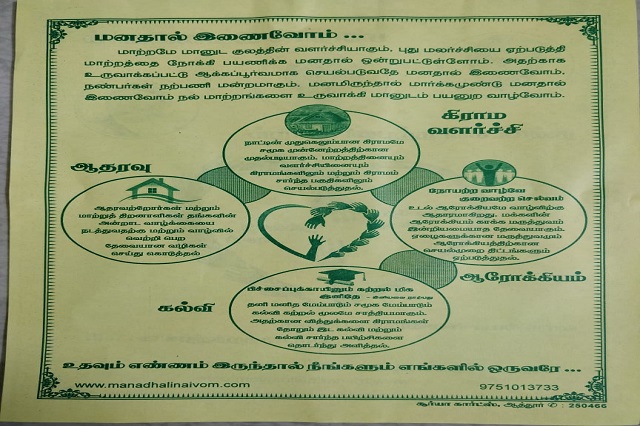 மனதால் இணைவோம் ...
மாற்றமே மானுட குலத்தின் வளர்ச்சியாகும். புது மலர்ச்சியை ஏற்படுத்தி
மாற்றத்தை நோக்கி பயணிக்க மனதால் ஒன்றுபட்டுள்ளோம். அதற்காக
உருவாக்கப்பட்டு ஆக்கப்பூர்வமாக செயல்படுவதே மனதால் இணைவோம்.
நண்பர்கள் நற்பணி மன்றமாகும். மனமிருந்தால் மார்க்கமுண்டு மனதால்
இணைவோம் நல் மாற்றங்களை உருவாக்கி மானுடம் பயனுற வாழ்வோம்.
கிராம
வளர்ச்சி
நாட்டின் முதுகெலும்பான கிராமமே
சமூக முன்னேற்றத்திற்கான
முதல்படியாகும். மாற்றத்தினையும்
வளர்ச்சியினையும்
கிராமங்களிலும் மற்றும் கிராமம்
சார்ந்த பகுதிகளிலும்
செயல்படுத்துதல்.
ஆதரவு
ஆதரவற்றோர்கள் மற்றும்
மாற்றுத் திறனாளிகள் தங்களின்
அன்றாட வாழ்க்கையை
நடத்துவதற்கு மற்றும் வாழ்வில்
வெற்றி பெற
தேவையான வழிகள்
செய்து கொடுத்தல்
நோயற்ற வாழ்வே
குறைவற்ற செல்வம்
உடல் ஆரோக்கியமே வாழ்விற்கு
ஆதாரமாகிறது. மக்களின்
ஆரோக்கியம் காக்க மருத்துவம்
இன்றியமையாத தேவையாகும்.
ஏழைகளுக்கான மருத்துவமும்
ஆரோக்கியத்திற்கான
செயல்முறை திட்டங்களும்
ஏற்படுத்துதல்.
ஆரோக்கியம்
கல்வி
பிச்சைப்புக்காயினும் கற்றல் மிக
இனிதே -
தனி மனித மேம்பாடும் சமூக மேம்பாடும்
கல்வி கற்றல் மூலமே சாத்தியமாகும்.
அதற்கான வித்துக்களை கிராமங்கள்
தோறும் இட கல்வி மற்றும்
கல்வி சார்ந்த பயிற்சிகளை
தொடர்ந்து அளித்தல்.
உதவும் எண்ணம் இருந்தால் நீங்களும் எங்களில் ஒருவரே ...
www.manadhalinaivom.com
9751013733
ஆர்யா கார்ட்ஸ், ஆத்தூர் ✆ : 250466